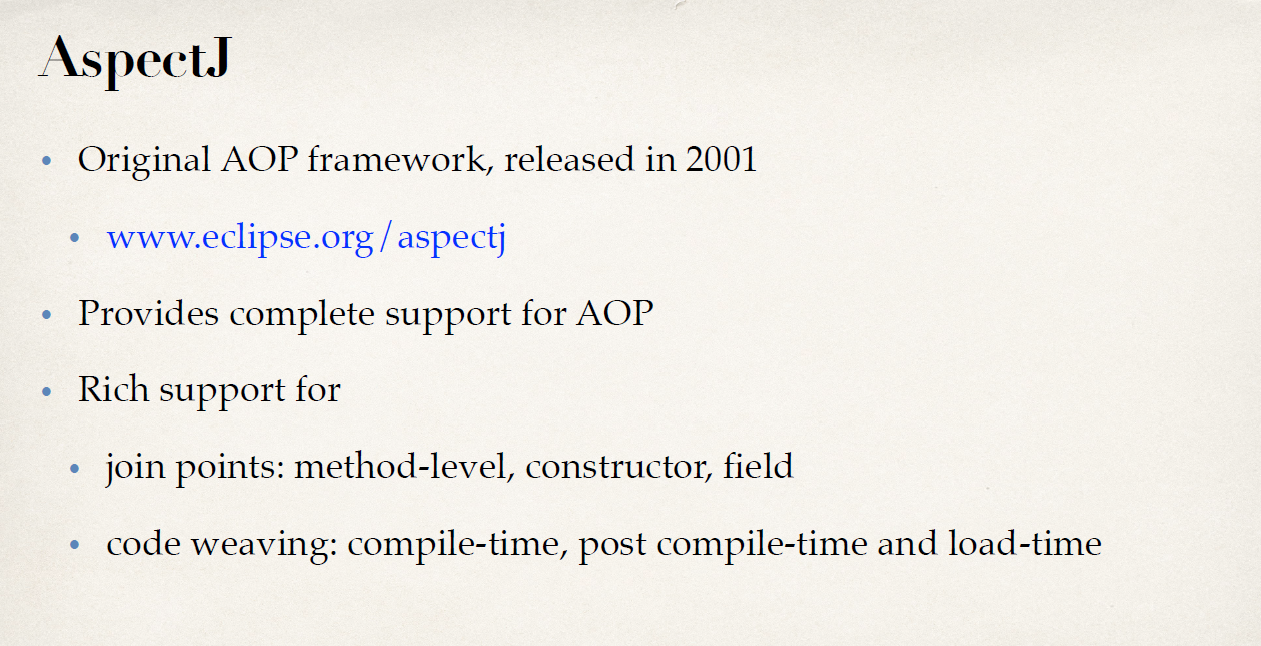 AspectJ
Original AOP framework, released in 2001
www.eclipse.org/aspectj
Provides complete support for AOP
Rich support for
join points: method-level, constructor, field
code weaving: compile-time, post compile-time and load-time